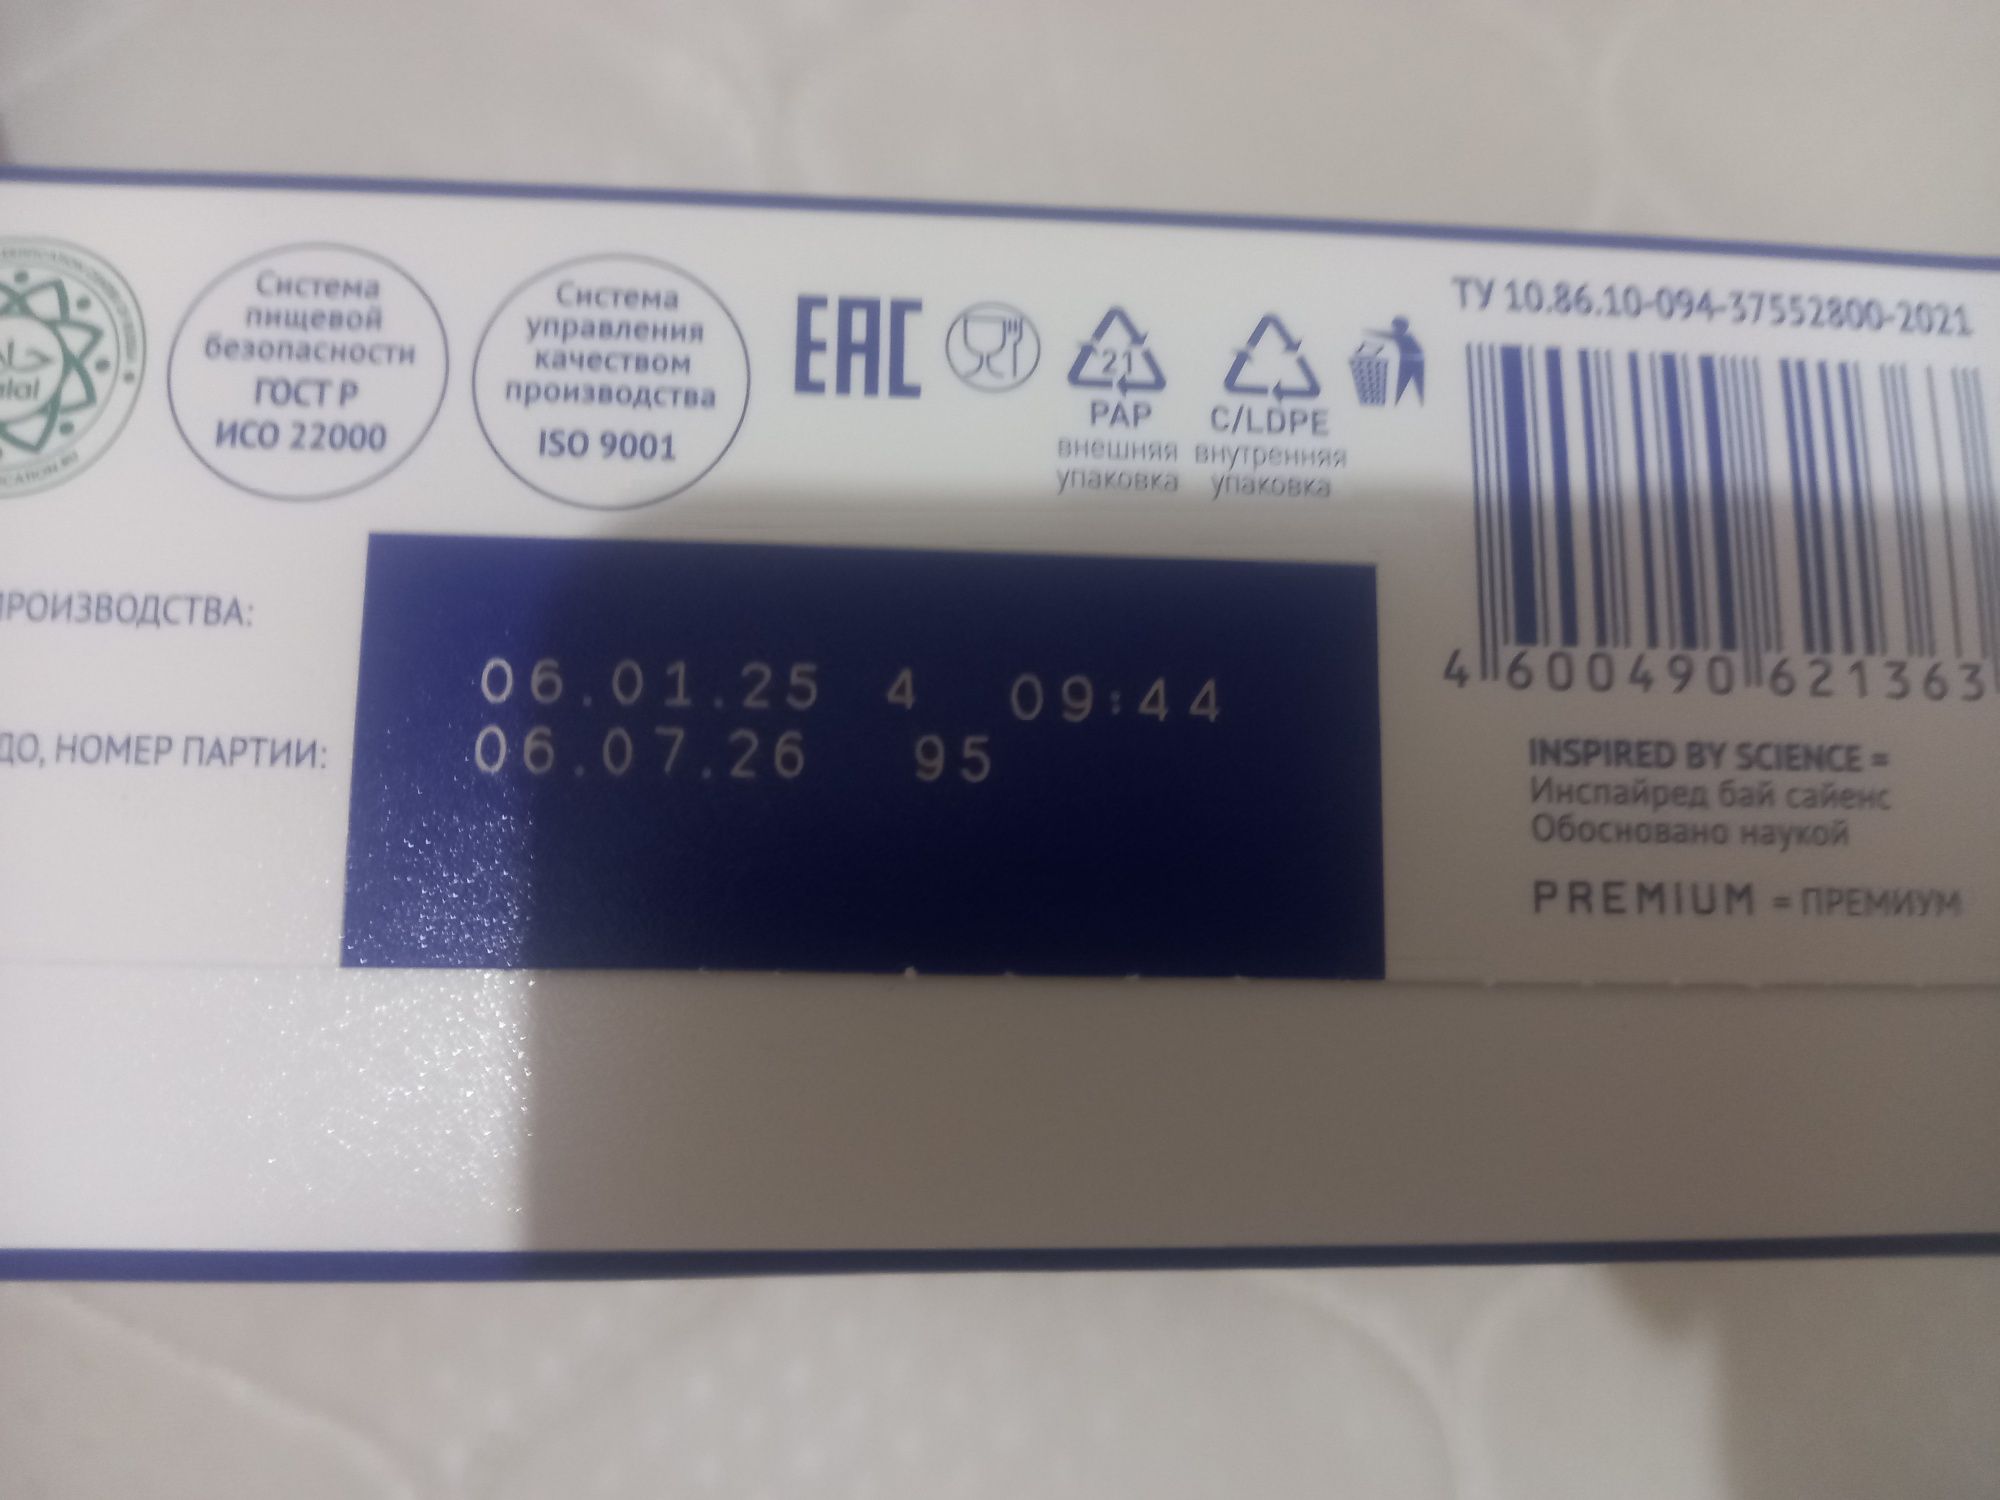 Система
пищевой
безопасности
ГОСТ Р
ИСО 22000
Система
управления
качеством
производства
ISO 9001
EAC
21
PAP
внешняя
упаковка
C/LDPE
внутренняя
упаковка
ТУ 10.86.10-094-37552800-2021
4 600490 621363
ПРОИЗВОДСТВА:
06.01.25 4 09:44
ДО, НОМЕР ПАРТИИ:
06.07.26 95
INSPIRED BY SCIENCE =
Инспайред бай сайенс
Обосновано наукой
PREMIUM = ПРЕМИУМ